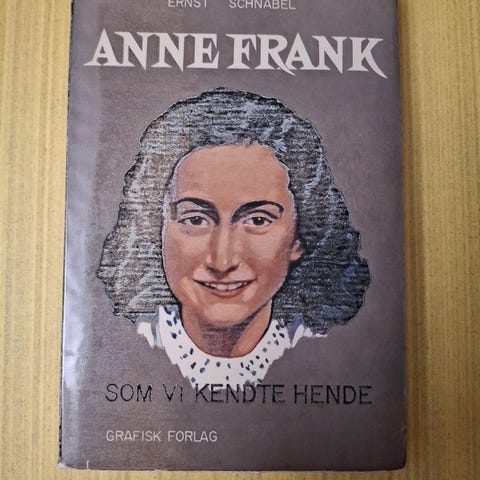 ERNST SCHNABEL
ANNE FRANK
SOM VI KENDTE HENDE
GRAFISK FORLAG